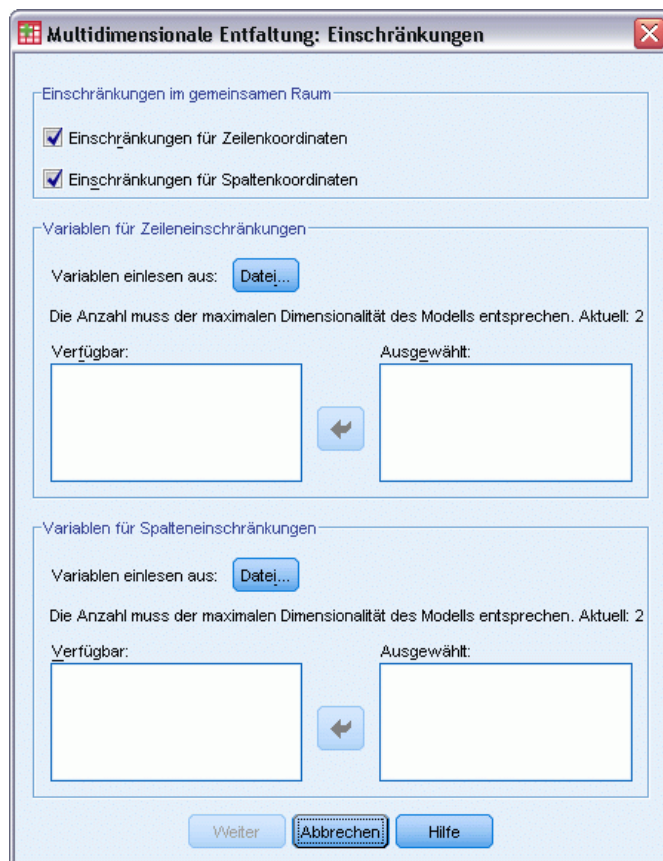 Multidimensionale Entfaltung: Einschränkungen
Einschränkungen im gemeinsamen Raum
Einschränkungen für Zeilenkoordinaten
Einschränkungen für Spaltenkoordinaten
Variablen für Zeileneinschränkungen
Variablen einlesen aus: Datei...
Die Anzahl muss der maximalen Dimensionalität des Modells entsprechen. Aktuell: 2
Verfügbar: Ausgewählt:
Variablen für Spalteneinschränkungen
Variablen einlesen aus: Datei...
Die Anzahl muss der maximalen Dimensionalität des Modells entsprechen. Aktuell: 2
Verfügbar: Ausgewählt:
Weiter Abbrechen Hilfe